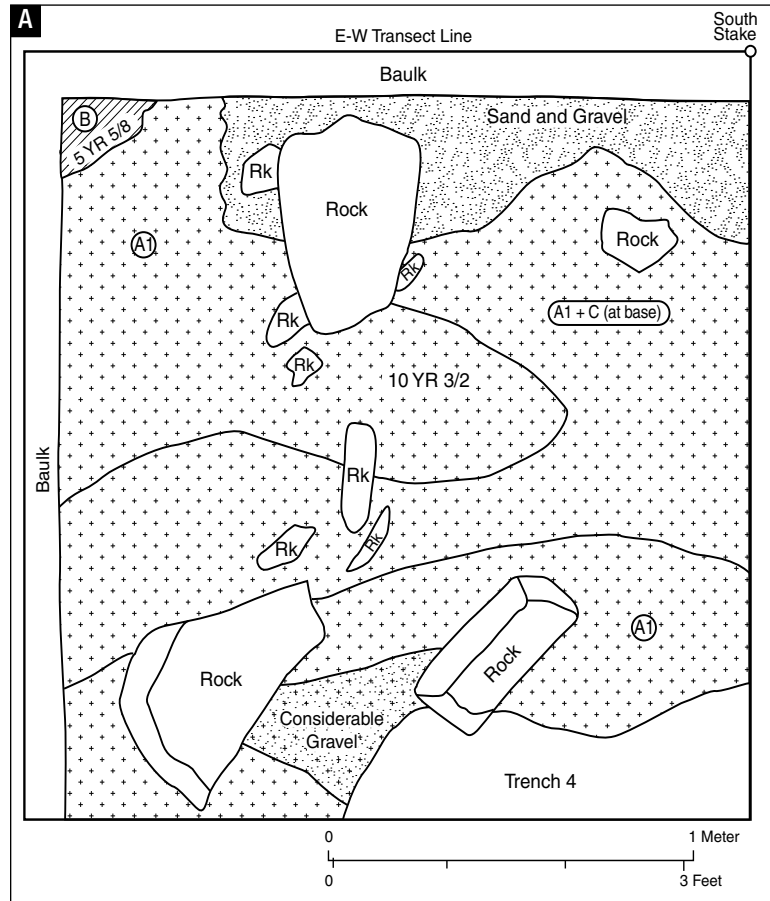 A
E-W Transect Line
South
Stake
Baulk
B
5 YR 5/8
Sand and Gravel
Rk
Rock
A1
Rock
Rk
Rk
A1 + C (at base)
Rk
10 YR 3/2
Baulk
Rk
Rk
Rk
A1
Rock
Rock
Considerable
Gravel
Trench 4
0
1 Meter
0
3 Feet